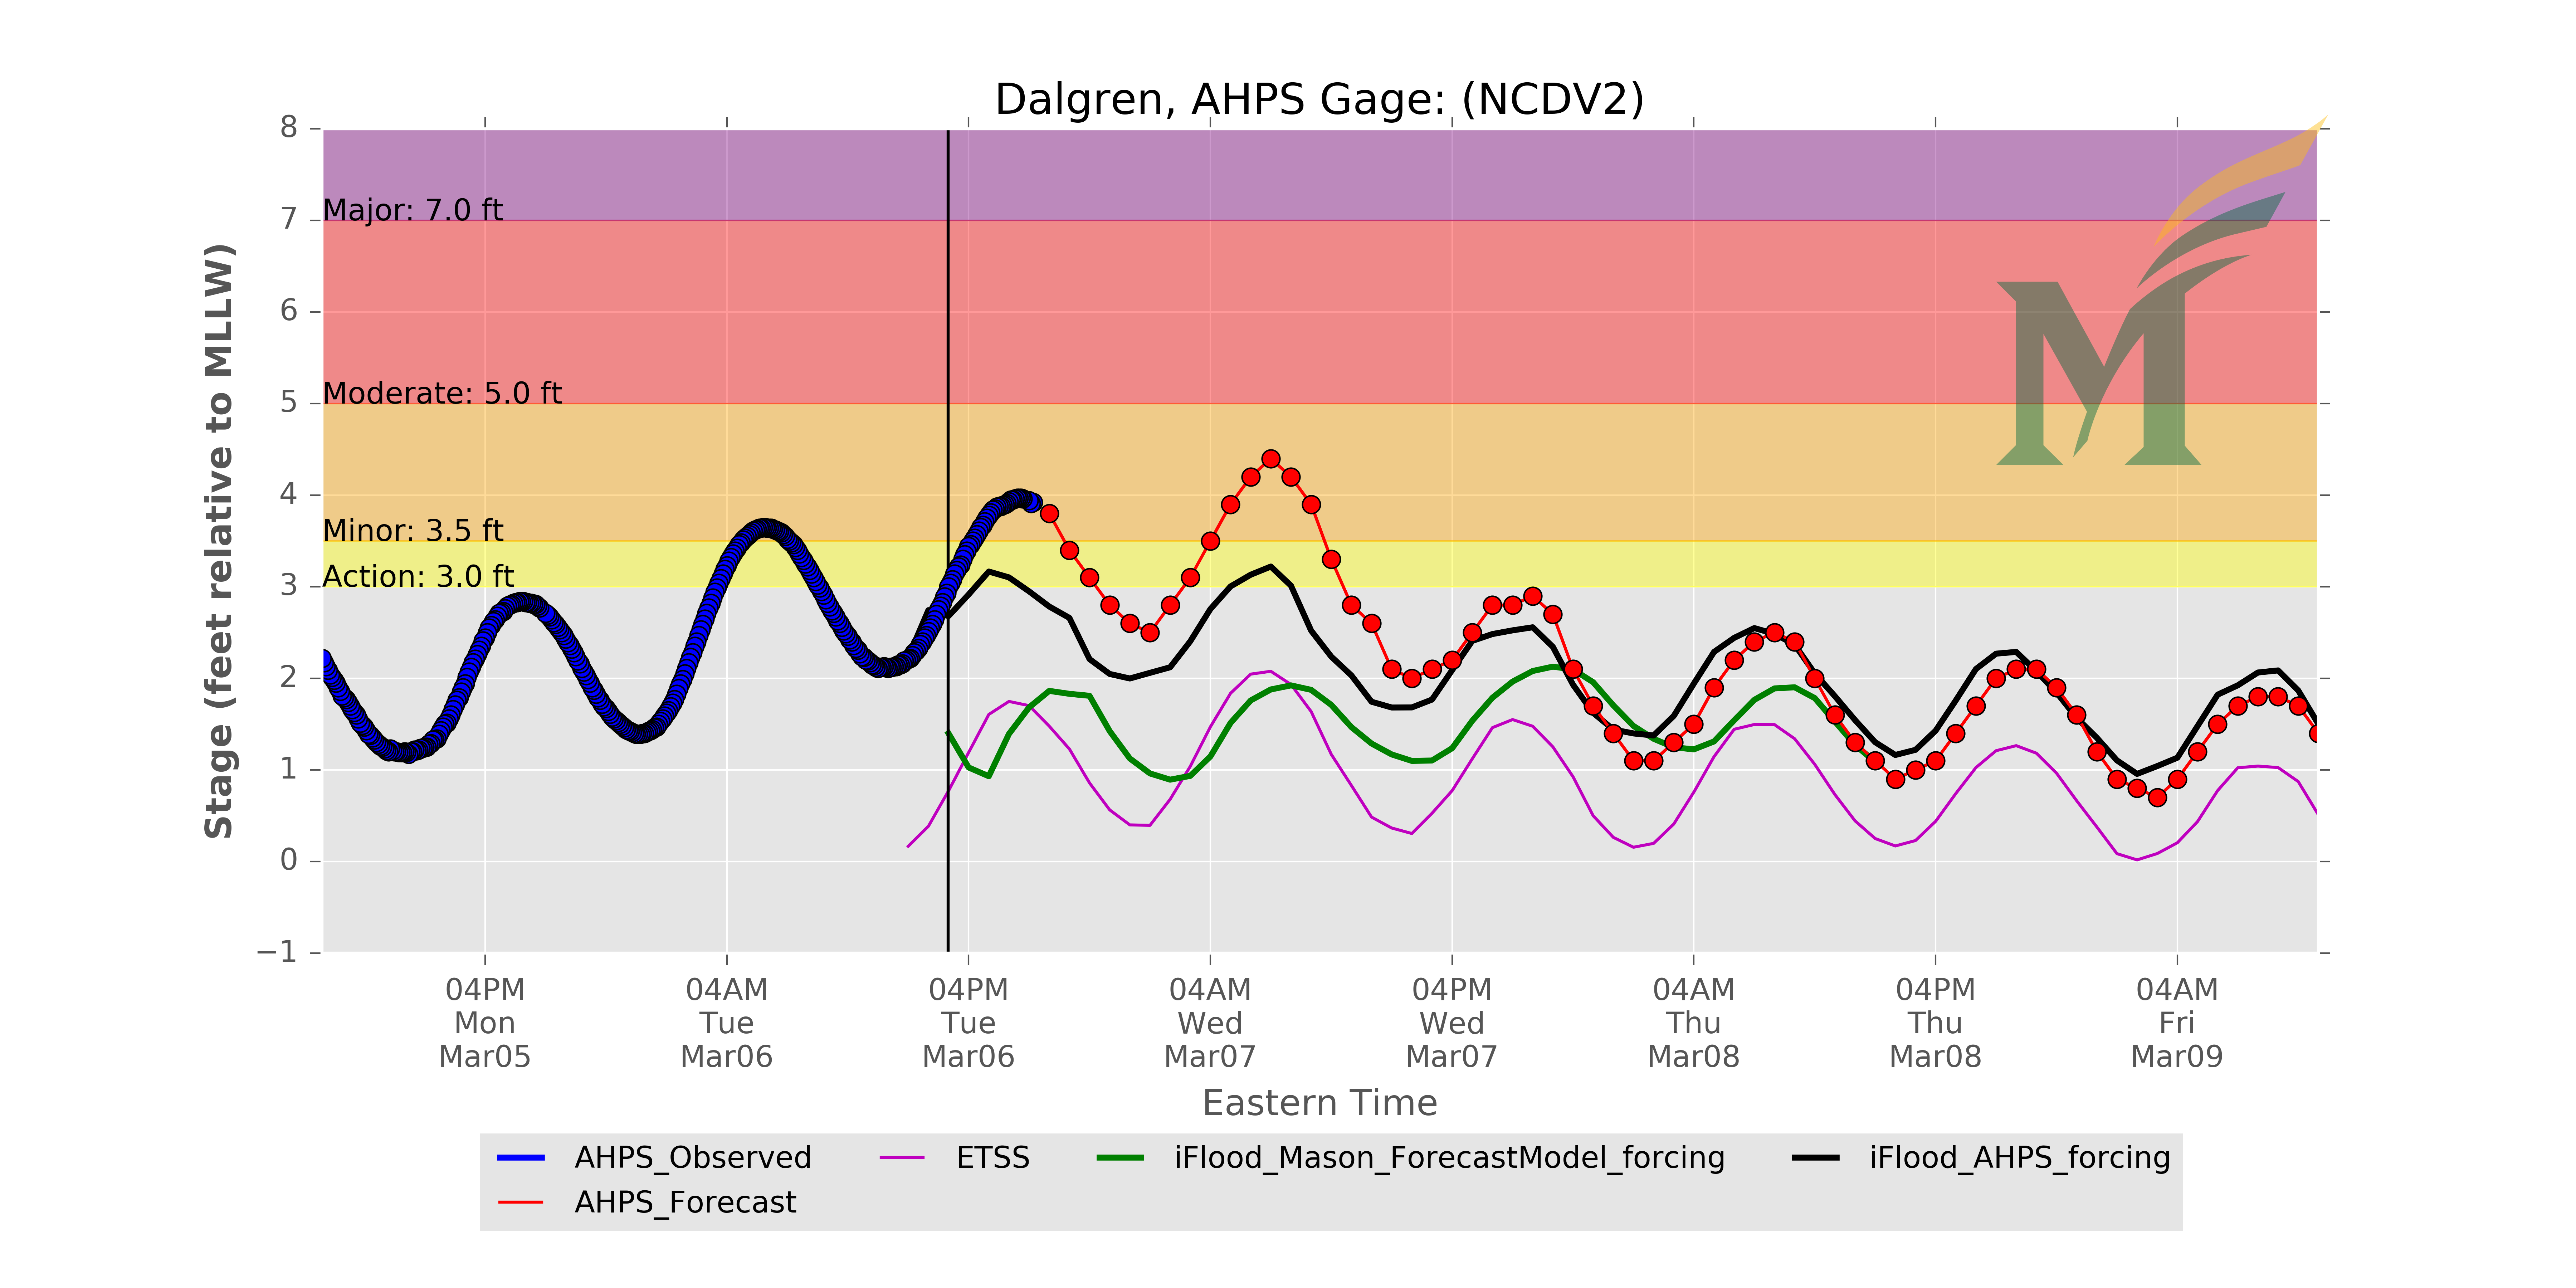 Dalgren, AHPS Gage: (NCDV2)
Stage (feet relative to MLLW)
8
7
6
5
4
3
2
1
0
−1
Major: 7.0 ft
Moderate: 5.0 ft
Minor: 3.5 ft
Action: 3.0 ft
M
04PM 04AM 04PM 04AM 04PM 04AM 04PM 04AM
Mon Tue Tue Wed Wed Thu Thu Fri
Mar05 Mar06 Mar06 Mar07 Mar07 Mar08 Mar08 Mar09
Eastern Time
AHPS_Observed ETSS iFlood_Mason_ForecastModel_forcing iFlood_AHPS_forcing
AHPS_Forecast